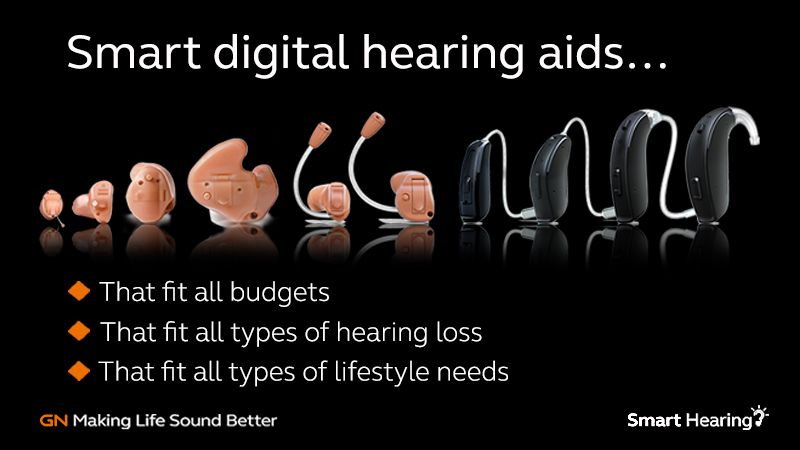 Smart digital hearing aids...
That fit all budgets
That fit all types of hearing loss
That fit all types of lifestyle needs
GN Making Life Sound Better
Smart Hearing?